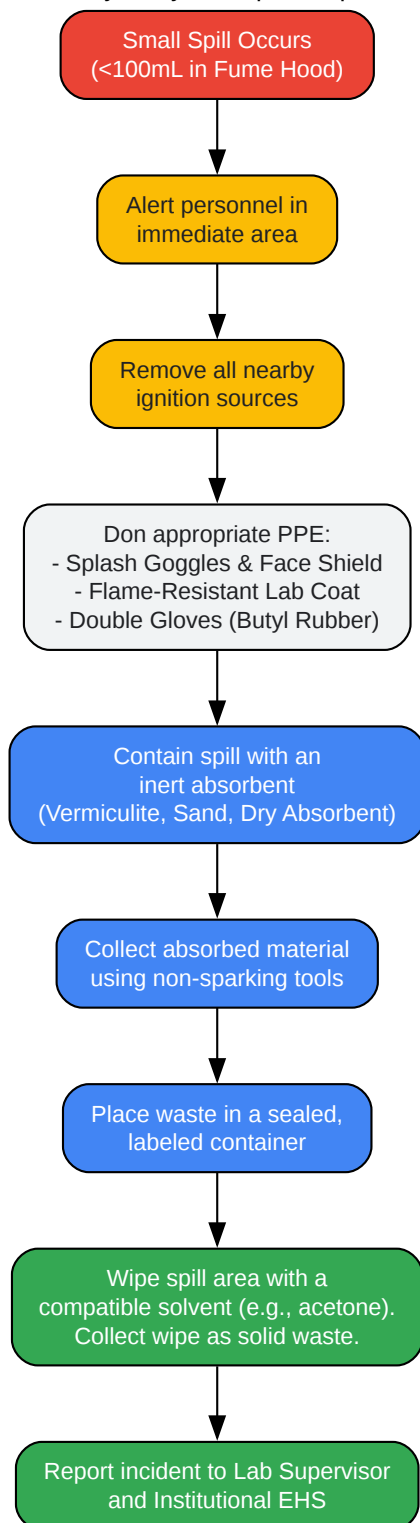 Small Spill Occurs
(<100mL in Fume Hood)
Alert personnel in
immediate area
Remove all nearby
ignition sources
Don appropriate PPE:
- Splash Goggles & Face Shield
- Flame-Resistant Lab Coat
- Double Gloves (Butyl Rubber)
Contain spill with an
inert absorbent
(Vermiculite, Sand, Dry Absorbent)
Collect absorbed material
using non-sparking tools
Place waste in a sealed,
labeled container
Wipe spill area with a
compatible solvent (e.g., acetone).
Collect wipe as solid waste.
Report incident to Lab Supervisor
and Institutional EHS